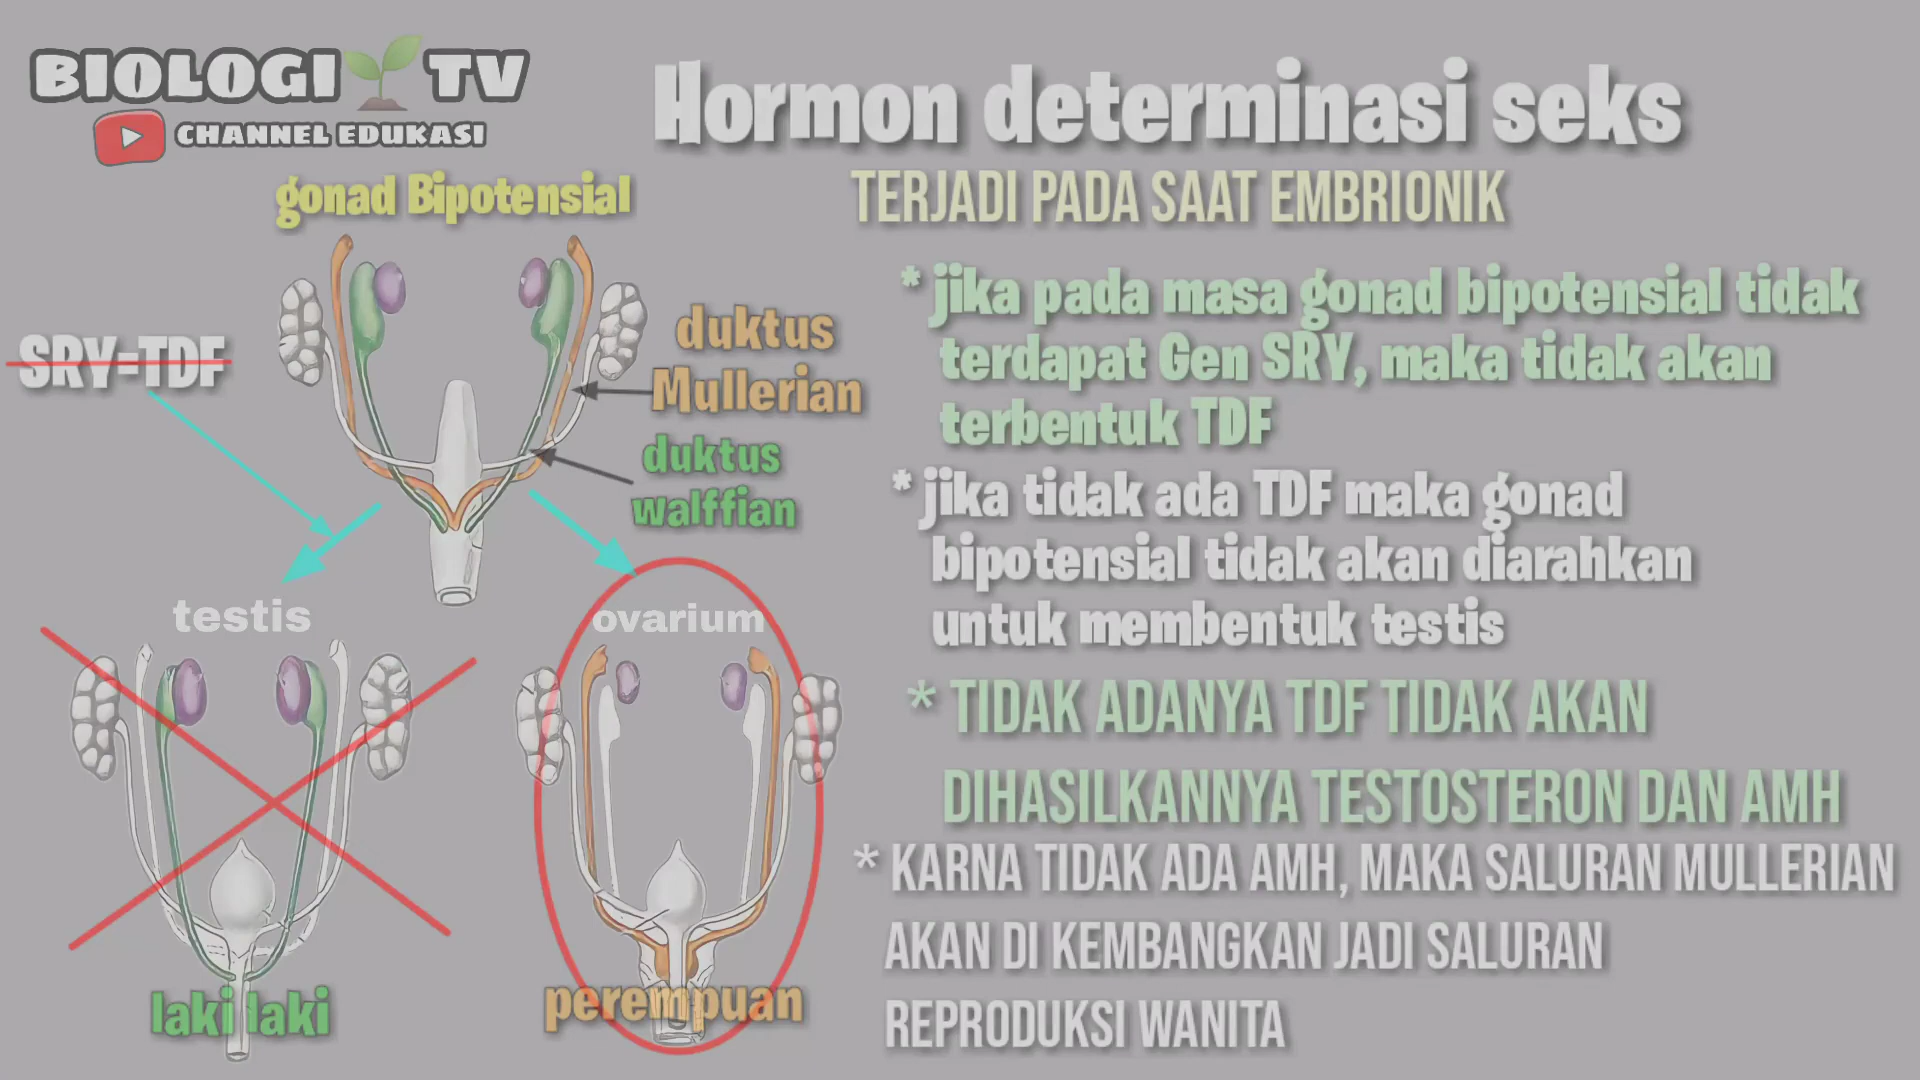 BIOLOGI TV
CHANNEL EDUKASI
Hormon determinasi seks
TERJADI PADA SAAT EMBRIONIK
gonad Bipotensial
SRY=TDF
duktus
Mullerian
duktus
walffian
testis
ovarium
laki laki
perempuan
* jika pada masa gonad bipotensial tidak
terdapat Gen SRY, maka tidak akan
terbentuk TDF
* jika tidak ada TDF maka gonad
bipotensial tidak akan diarahkan
untuk membentuk testis
* TIDAK ADANYA TDF TIDAK AKAN
DIHASILKANNYA TESTOSTERON DAN AMH
* KARNA TIDAK ADA AMH, MAKA SALURAN MULLERIAN
AKAN DI KEMBANGKAN JADI SALURAN
REPRODUKSI WANITA